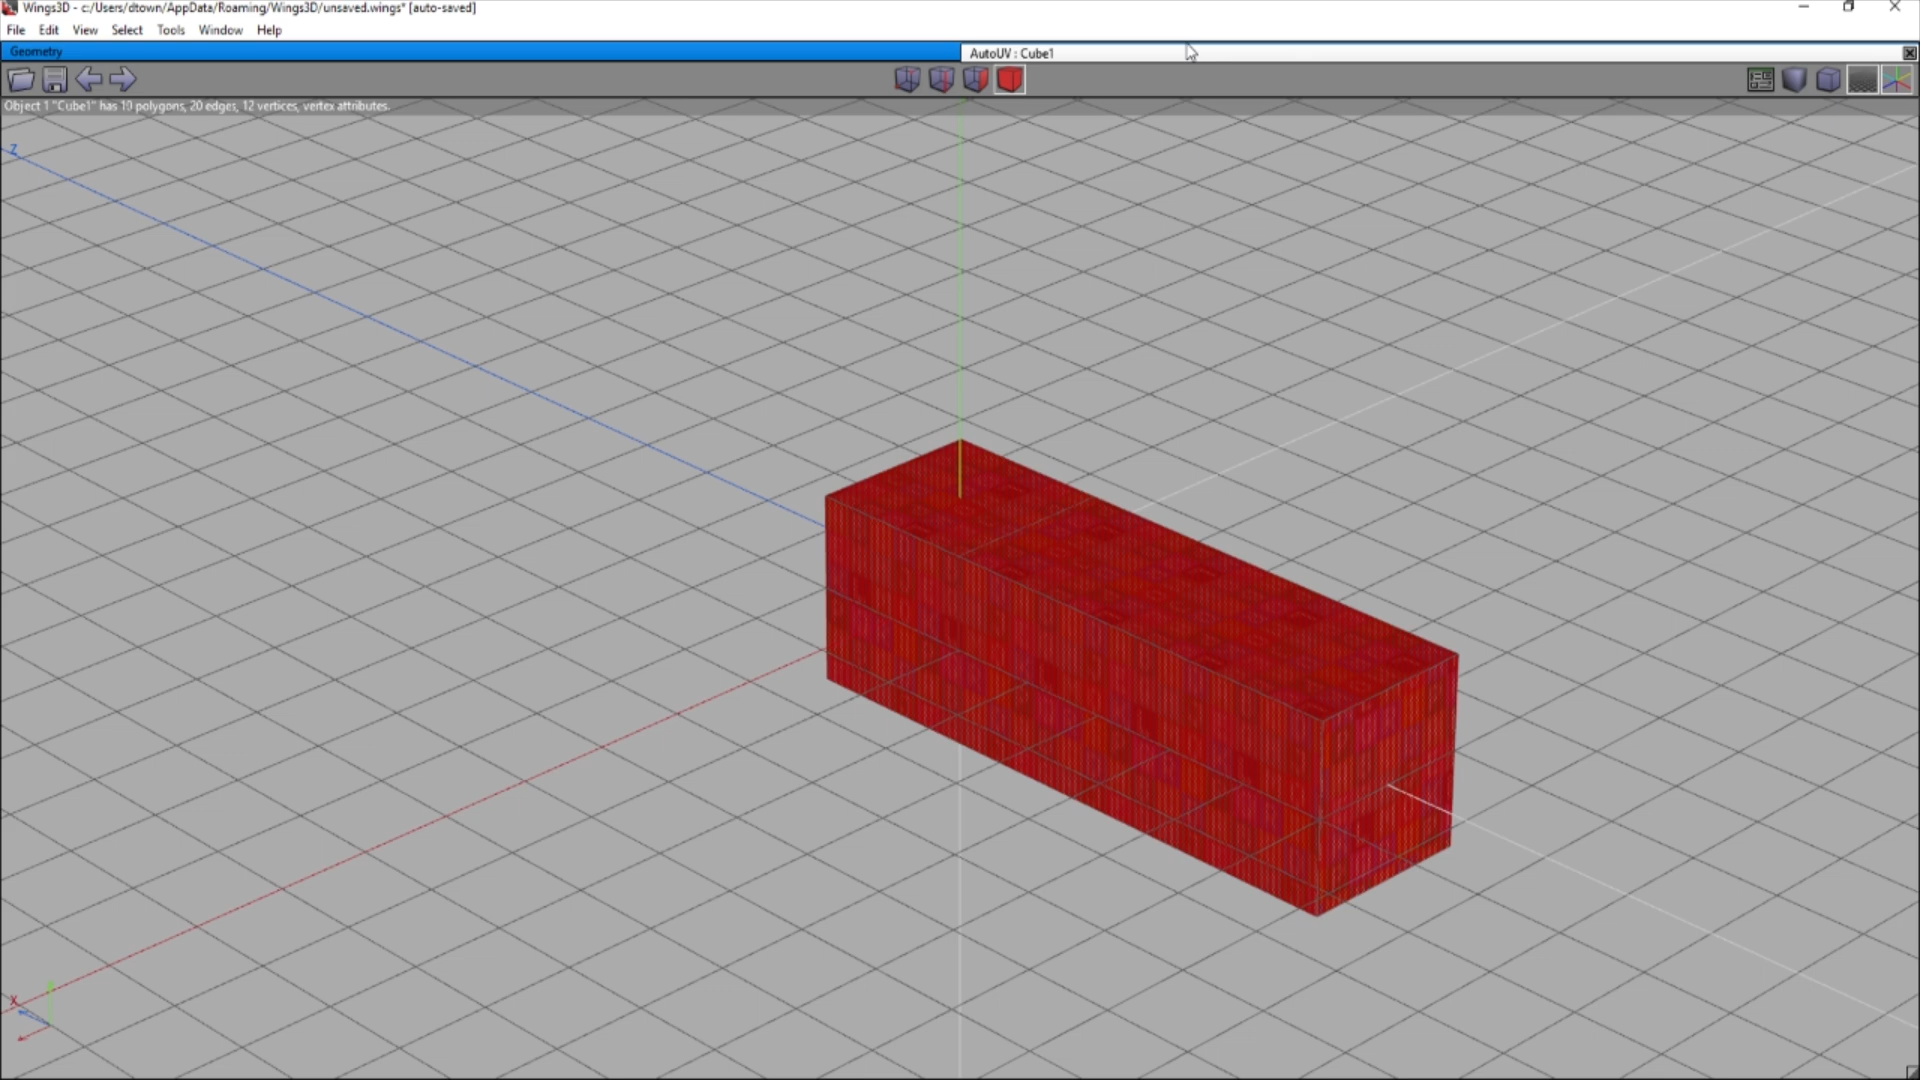 Wings3D - c:/Users/dtown/AppData/Roaming/Wings3D/unsaved.wings* [auto-saved]
File Edit View Select Tools Window Help
Geometry
AutoUV : Cube1
Object 1 "Cube1" has 10 polygons, 20 edges, 12 vertices, vertex attributes.
Z
X